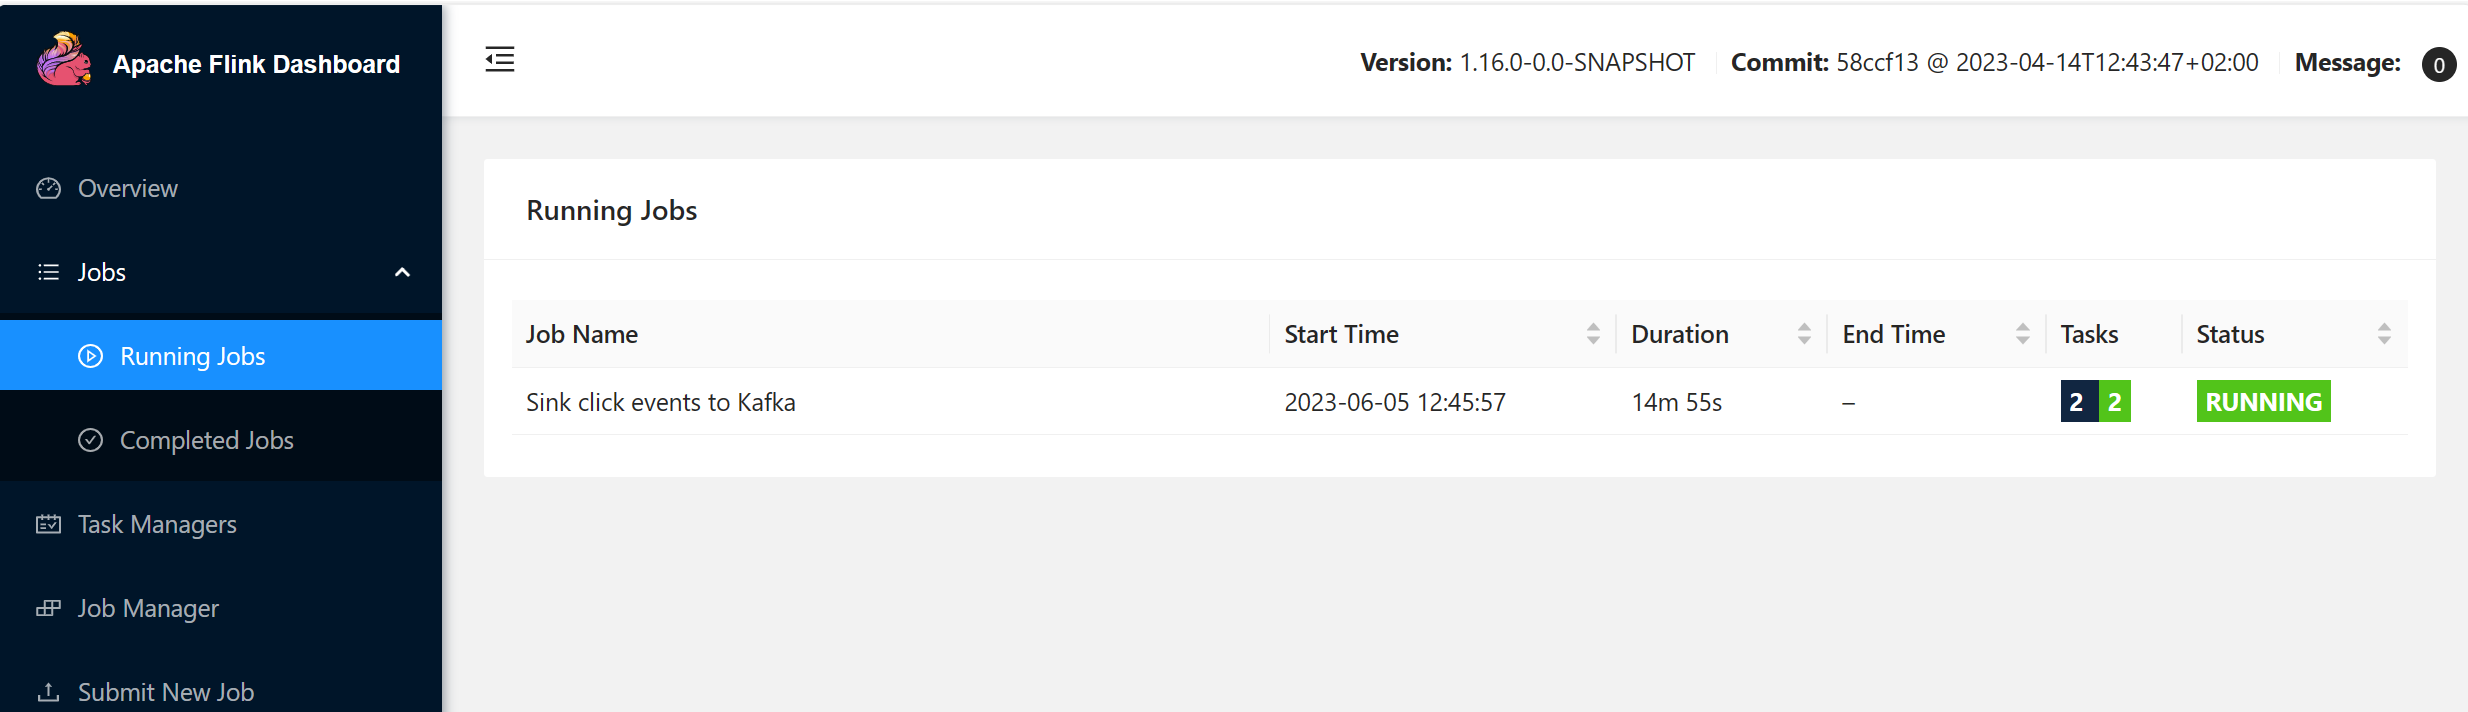 Apache Flink Dashboard
Version: 1.16.0-0.0-SNAPSHOT Commit: 58ccf13 @ 2023-04-14T12:43:47+02:00 Message: 0
Overview
Jobs
Running Jobs
Completed Jobs
Task Managers
Job Manager
Submit New Job
Running Jobs
Job Name Start Time Duration End Time Tasks Status
Sink click events to Kafka 2023-06-05 12:45:57 14m 55s – 2 2 RUNNING